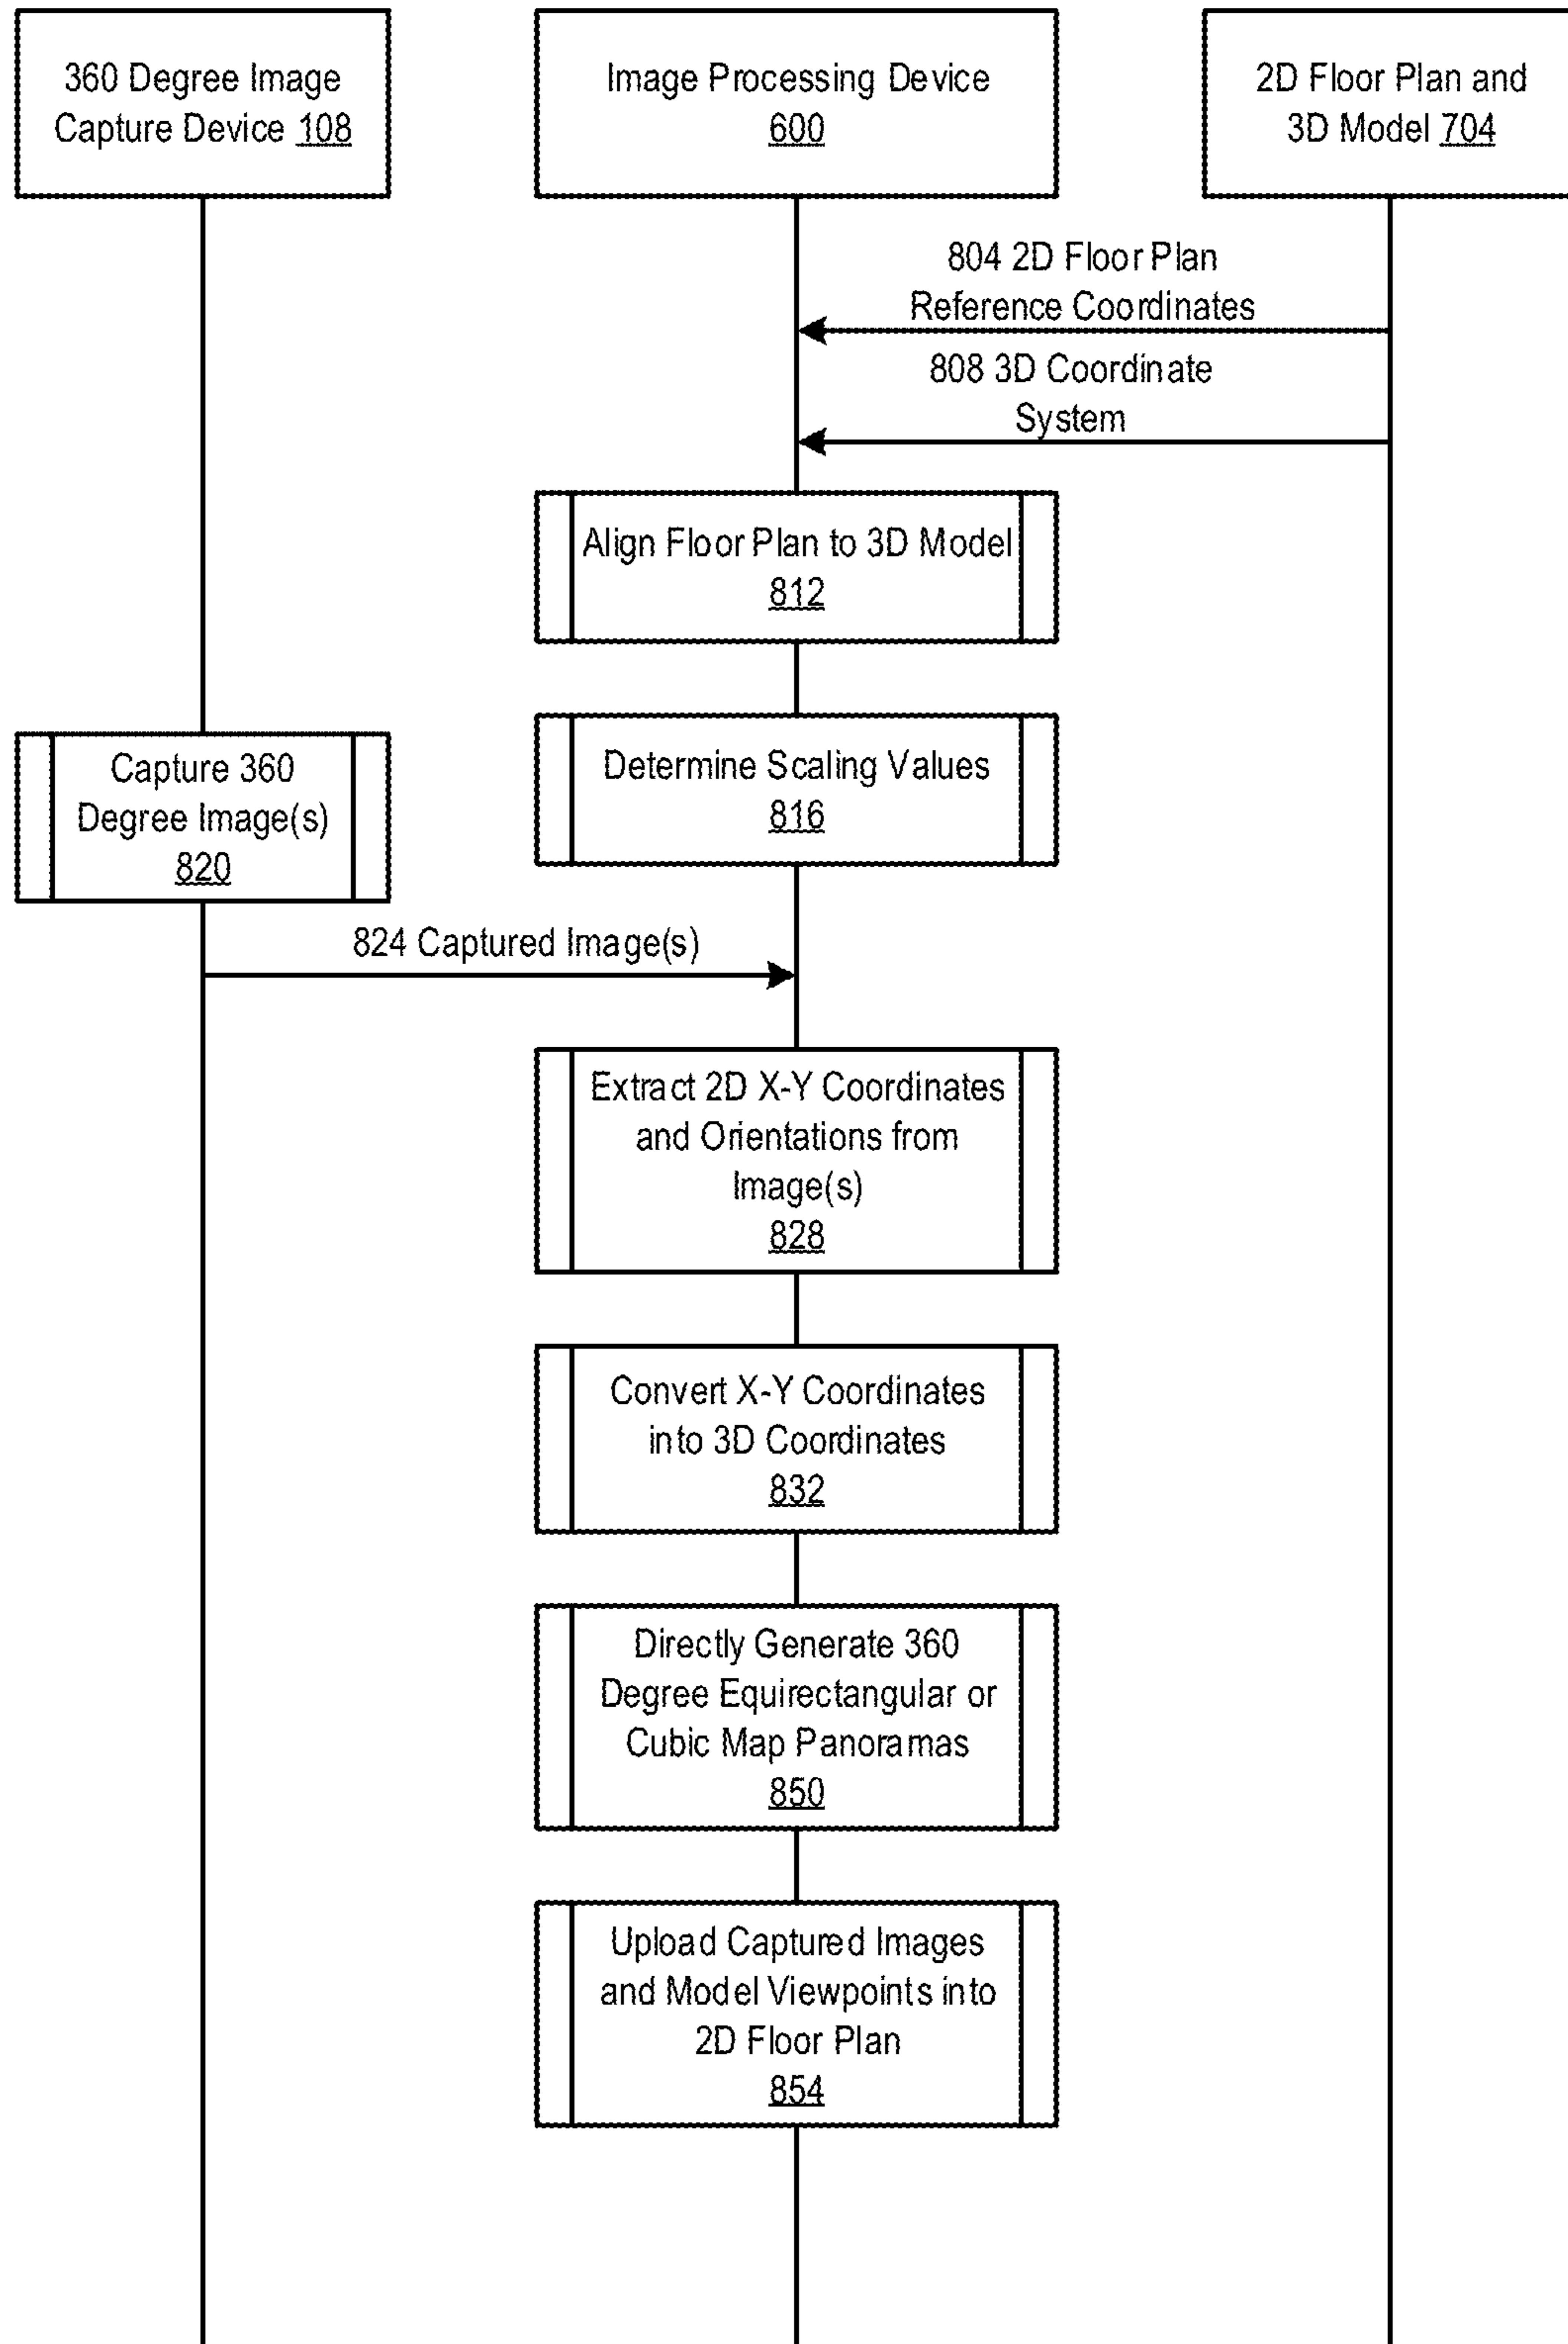 360 Degree Image
Capture Device 108
Image Processing Device
600
2D Floor Plan and
3D Model 704
804 2D Floor Plan
Reference Coordinates
808 3D Coordinate
System
Align Floor Plan to 3D Model
812
Determine Scaling Values
816
Capture 360
Degree Image(s)
820
824 Captured Image(s)
Extract 2D X-Y Coordinates
and Orientations from
Image(s)
828
Convert X-Y Coordinates
into 3D Coordinates
832
Directly Generate 360
Degree Equirectangular or
Cubic Map Panoramas
850
Upload Captured Images
and Model Viewpoints into
2D Floor Plan
854